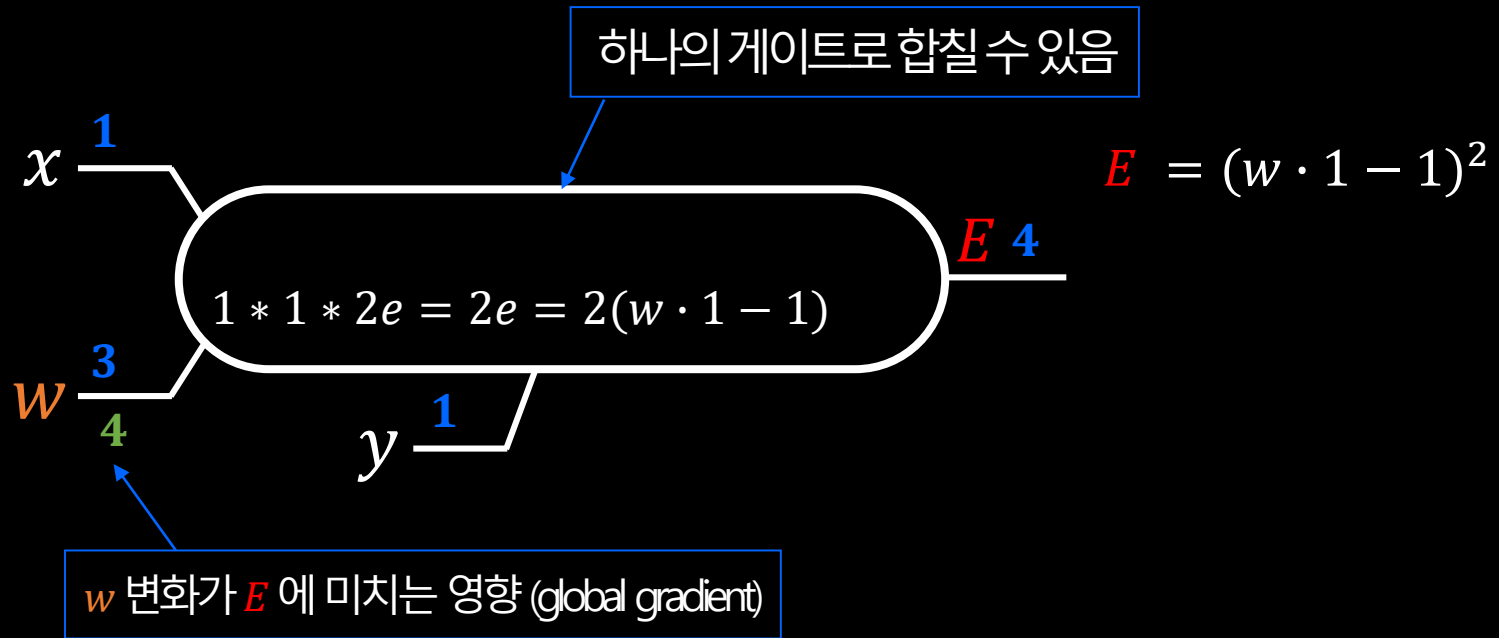 하나의 게이트로 합칠 수 있음
x 1
E = (w · 1 − 1)²
E 4
1 ∗ 1 ∗ 2e = 2e = 2(w · 1 − 1)
w 3
4
y 1
w 변화가 E 에 미치는 영향 (global gradient)